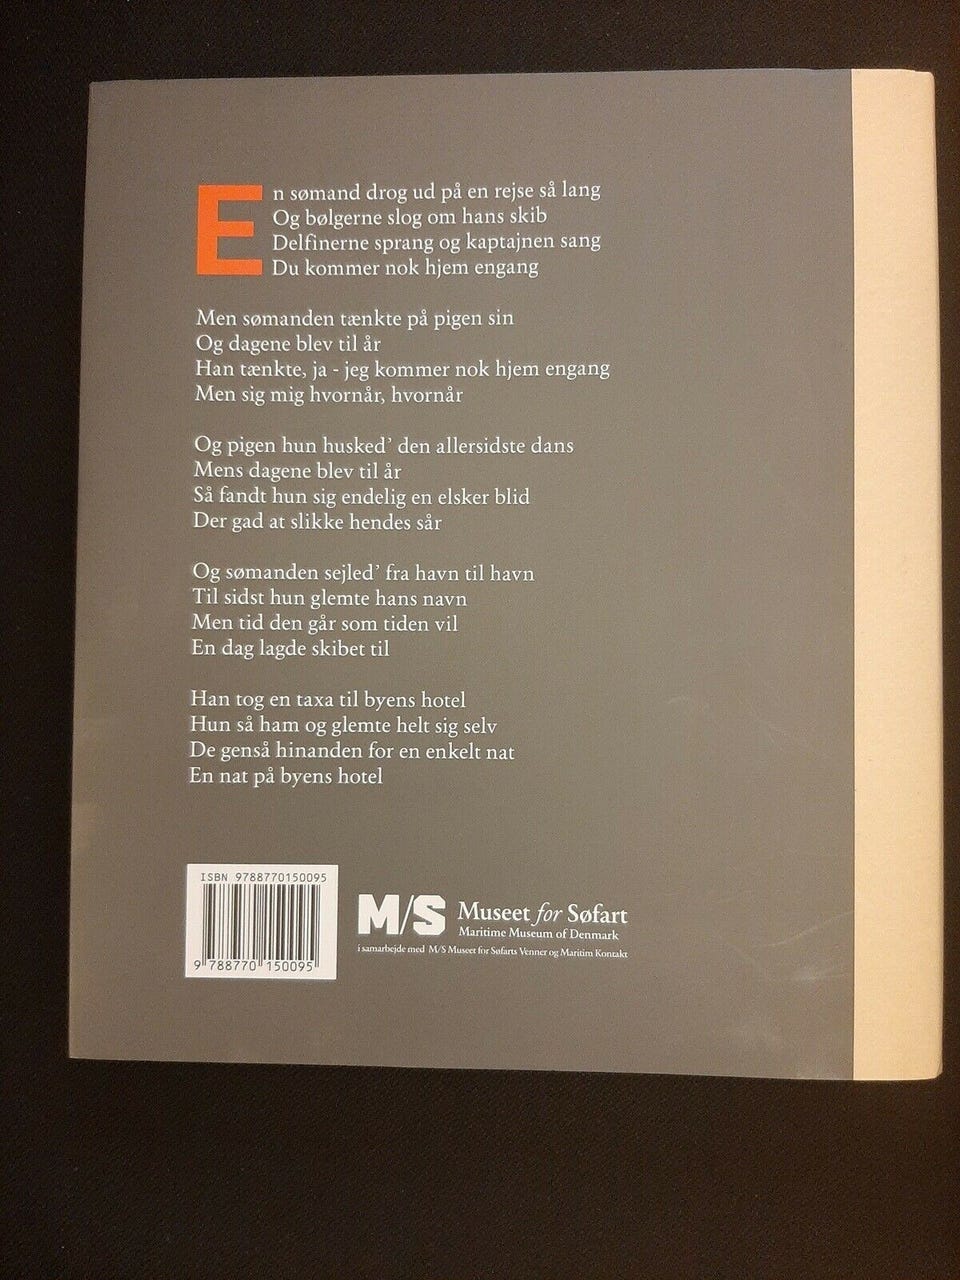 En sømand drog ud på en rejse så lang
Og bølgerne slog om hans skib
Delfinerne sprang og kaptajnen sang
Du kommer nok hjem engang
Men sømanden tænkte på pigen sin
Og dagene blev til år
Han tænkte, ja - jeg kommer nok hjem engang
Men sig mig hvornår, hvornår
Og pigen hun husked’ den allersidste dans
Mens dagene blev til år
Så fandt hun sig endelig en elsker blid
Der gad at slikke hendes sår
Og sømanden sejled’ fra havn til havn
Til sidst hun glemte hans navn
Men tid den går som tiden vil
En dag lagde skibet til
Han tog en taxa til byens hotel
Hun så ham og glemte helt sig selv
De genså hinanden for en enkelt nat
En nat på byens hotel
ISBN 9788770150095
9 788770 150095
M/S Museet for Søfart
Maritime Museum of Denmark
i samarbejde med M/S Museet for Søfarts Venner og Maritim Kontakt